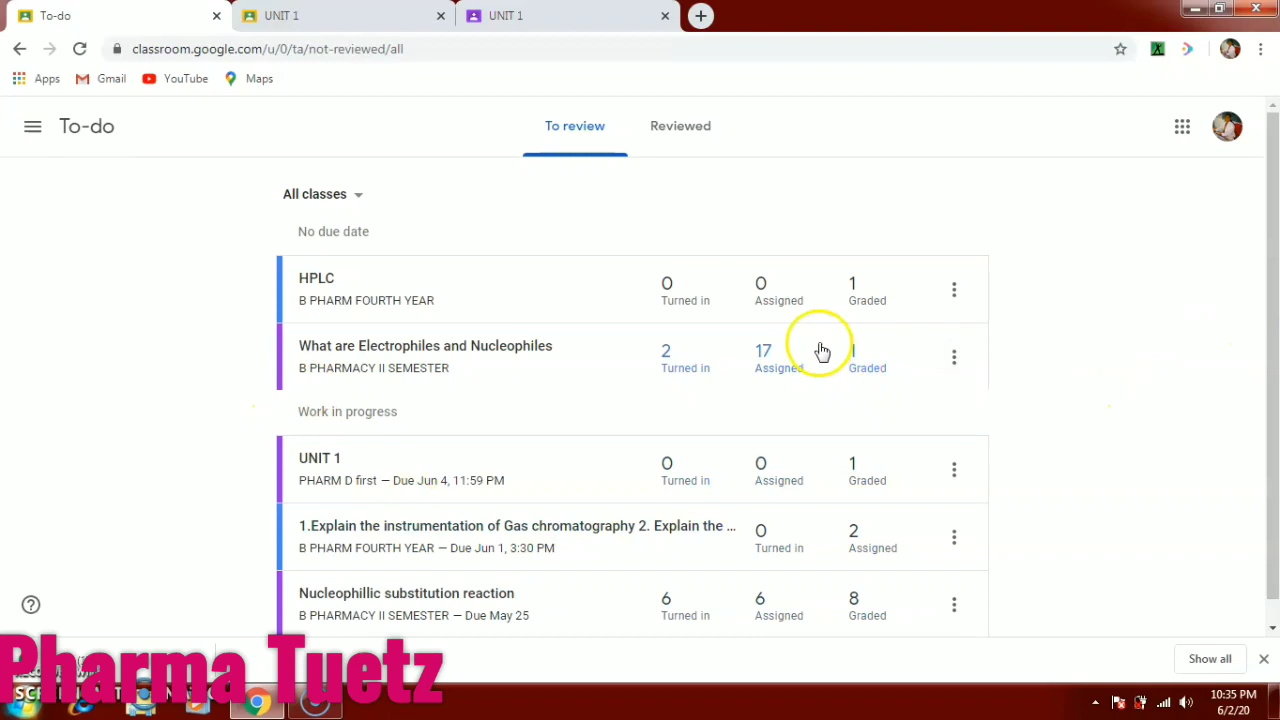 To-do
UNIT 1
UNIT 1
classroom.google.com/u/0/ta/not-reviewed/all
Apps
Gmail
YouTube
Maps
To-do
To review
Reviewed
All classes
No due date
HPLC
B PHARM FOURTH YEAR
0 0 1
Turned in Assigned Graded
What are Electrophiles and Nucleophiles
B PHARMACY II SEMESTER
2 17 1
Turned in Assigned Graded
Work in progress
UNIT 1
PHARM D first — Due Jun 4, 11:59 PM
0 0 1
Turned in Assigned Graded
1.Explain the instrumentation of Gas chromatography 2. Explain the ...
B PHARM FOURTH YEAR — Due Jun 1, 3:30 PM
0 2
Turned in Assigned
Nucleophillic substitution reaction
B PHARMACY II SEMESTER — Due May 25
6 6 8
Turned in Assigned Graded
Show all
Pharma Tuetz
10:35 PM
6/2/20